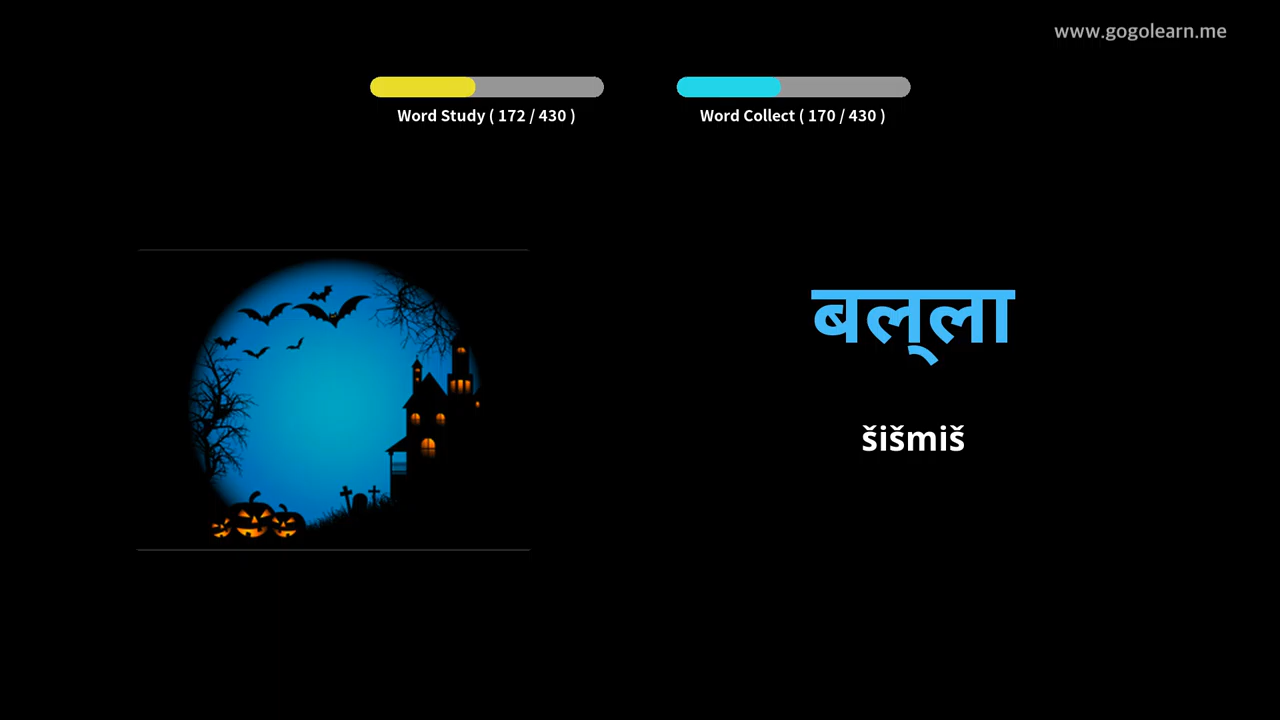 www.gogolearn.me
Word Study ( 172 / 430 )
Word Collect ( 170 / 430 )
बल्‌ला
šišmiš